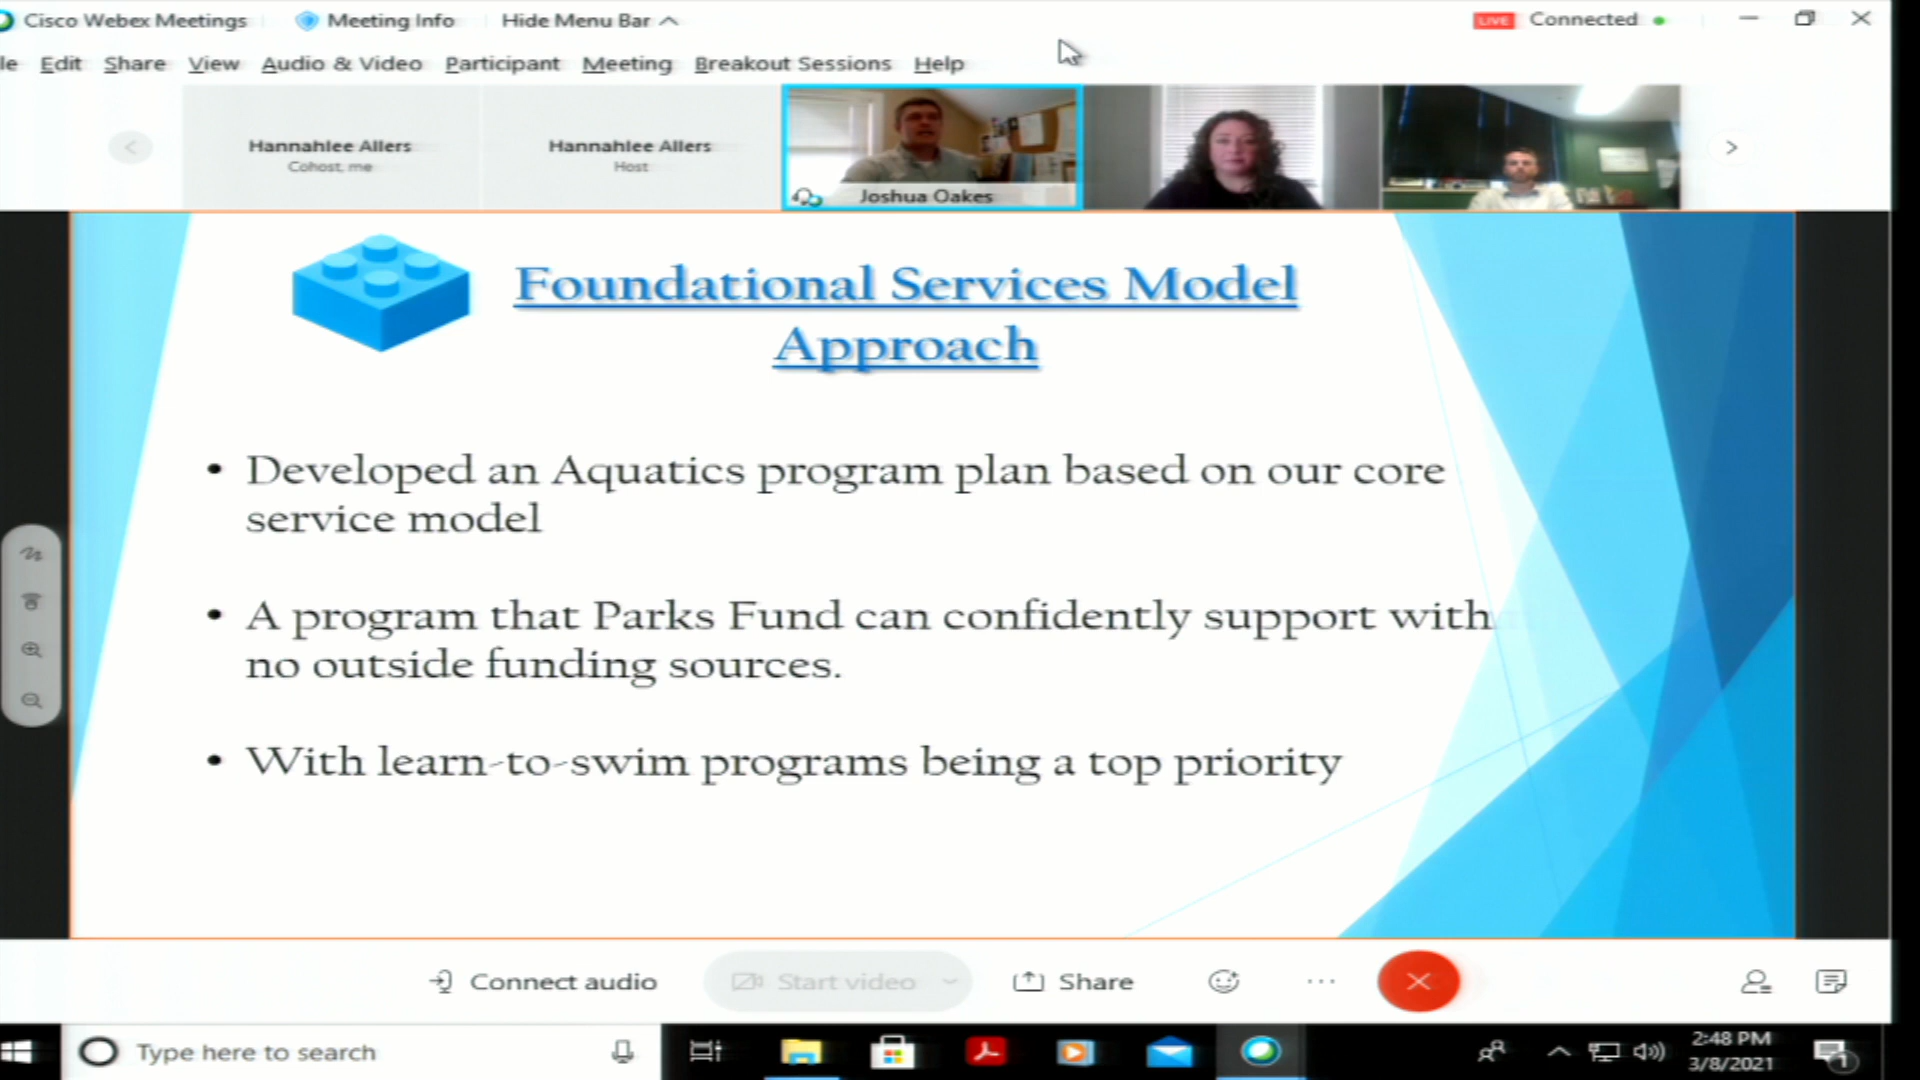 Cisco Webex Meetings
Meeting Info
Hide Menu Bar
LIVE
Connected
le Edit Share View Audio & Video Participant Meeting Breakout Sessions Help
Hannahlee Allers
Cohost, me
Hannahlee Allers
Host
Joshua Oakes
Foundational Services Model
Approach
• Developed an Aquatics program plan based on our core
service model
• A program that Parks Fund can confidently support with
no outside funding sources.
• With learn-to-swim programs being a top priority
Connect audio
Start video
Share
Type here to search
2:48 PM
3/8/2021
1